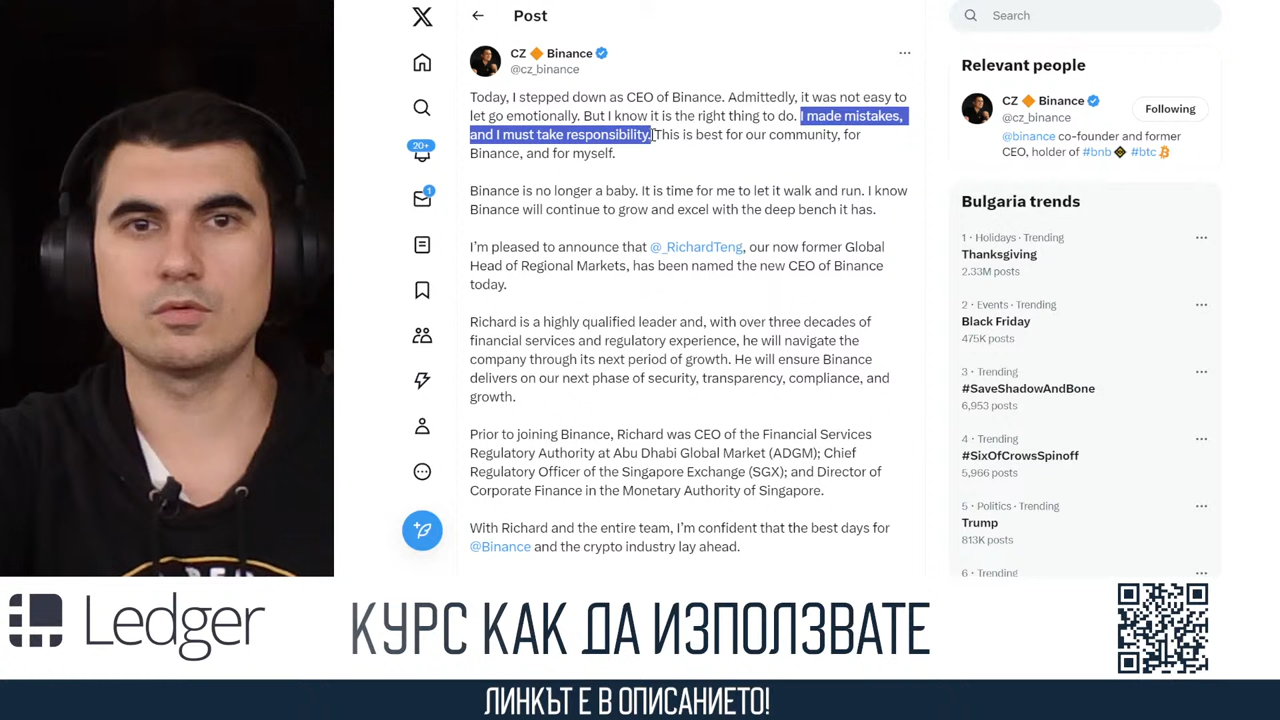 Post
Search
CZ 🔶 Binance
@cz_binance
Today, I stepped down as CEO of Binance. Admittedly, it was not easy to
let go emotionally. But I know it is the right thing to do. I made mistakes,
and I must take responsibility. This is best for our community, for
Binance, and for myself.
Binance is no longer a baby. It is time for me to let it walk and run. I know
Binance will continue to grow and excel with the deep bench it has.
I'm pleased to announce that @_RichardTeng, our now former Global
Head of Regional Markets, has been named the new CEO of Binance
today.
Richard is a highly qualified leader and, with over three decades of
financial services and regulatory experience, he will navigate the
company through its next period of growth. He will ensure Binance
delivers on our next phase of security, transparency, compliance, and
growth.
Prior to joining Binance, Richard was CEO of the Financial Services
Regulatory Authority at Abu Dhabi Global Market (ADGM); Chief
Regulatory Officer of the Singapore Exchange (SGX); and Director of
Corporate Finance in the Monetary Authority of Singapore.
With Richard and the entire team, I'm confident that the best days for
@Binance and the crypto industry lay ahead.
20+
1
Relevant people
CZ 🔶 Binance
@cz_binance
Following
@binance co-founder and former
CEO, holder of #bnb #btc
Bulgaria trends
1 · Holidays · Trending
Thanksgiving
2.33M posts
2 · Events · Trending
Black Friday
475K posts
3 · Trending
#SaveShadowAndBone
6,953 posts
4 · Trending
#SixOfCrowsSpinoff
5,966 posts
5 · Politics · Trending
Trump
813K posts
6 · Trending
Ledger
КУРС КАК ДА ИЗПОЛЗВАТЕ
ЛИНКЪТ Е В ОПИСАНИЕТО!